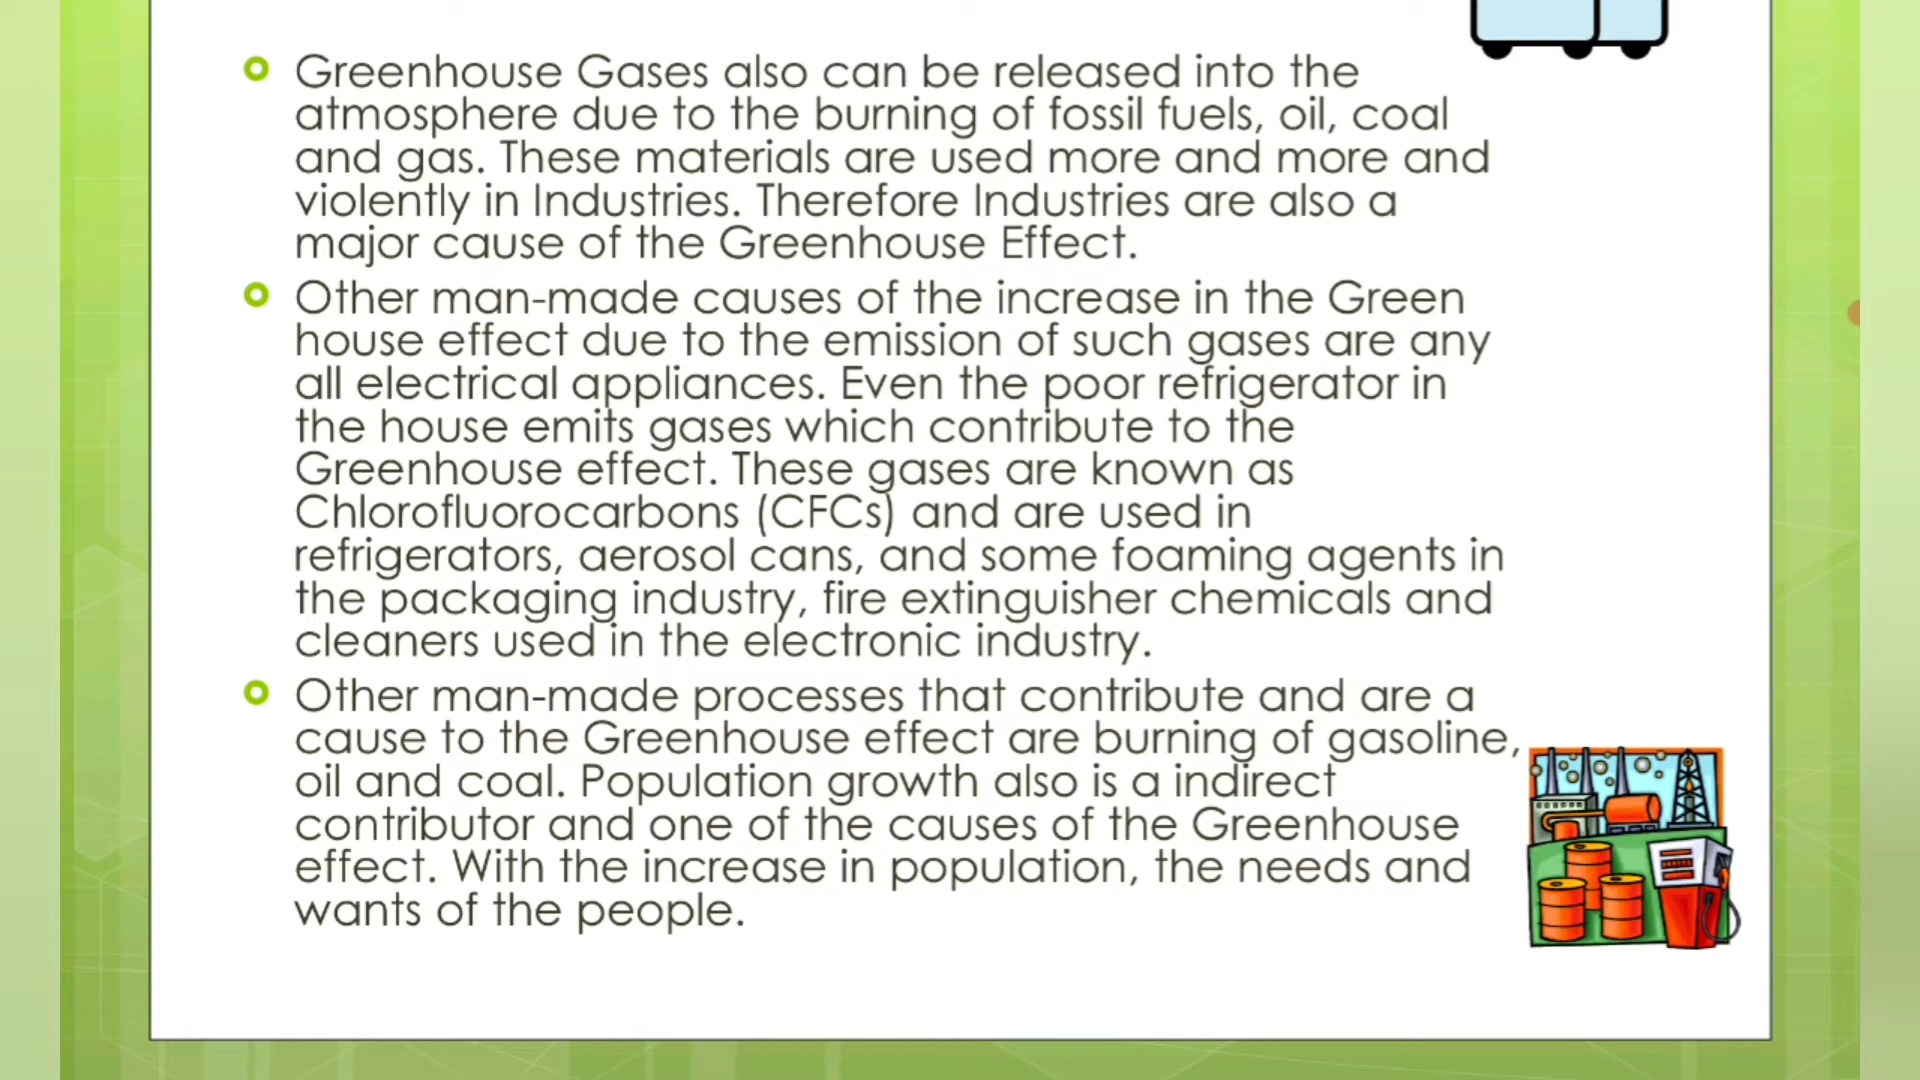 Greenhouse Gases also can be released into the
atmosphere due to the burning of fossil fuels, oil, coal
and gas. These materials are used more and more and
violently in Industries. Therefore Industries are also a
major cause of the Greenhouse Effect.
Other man-made causes of the increase in the Green
house effect due to the emission of such gases are any
all electrical appliances. Even the poor refrigerator in
the house emits gases which contribute to the
Greenhouse effect. These gases are known as
Chlorofluorocarbons (CFCs) and are used in
refrigerators, aerosol cans, and some foaming agents in
the packaging industry, fire extinguisher chemicals and
cleaners used in the electronic industry.
Other man-made processes that contribute and are a
cause to the Greenhouse effect are burning of gasoline,
oil and coal. Population growth also is a indirect
contributor and one of the causes of the Greenhouse
effect. With the increase in population, the needs and
wants of the people.